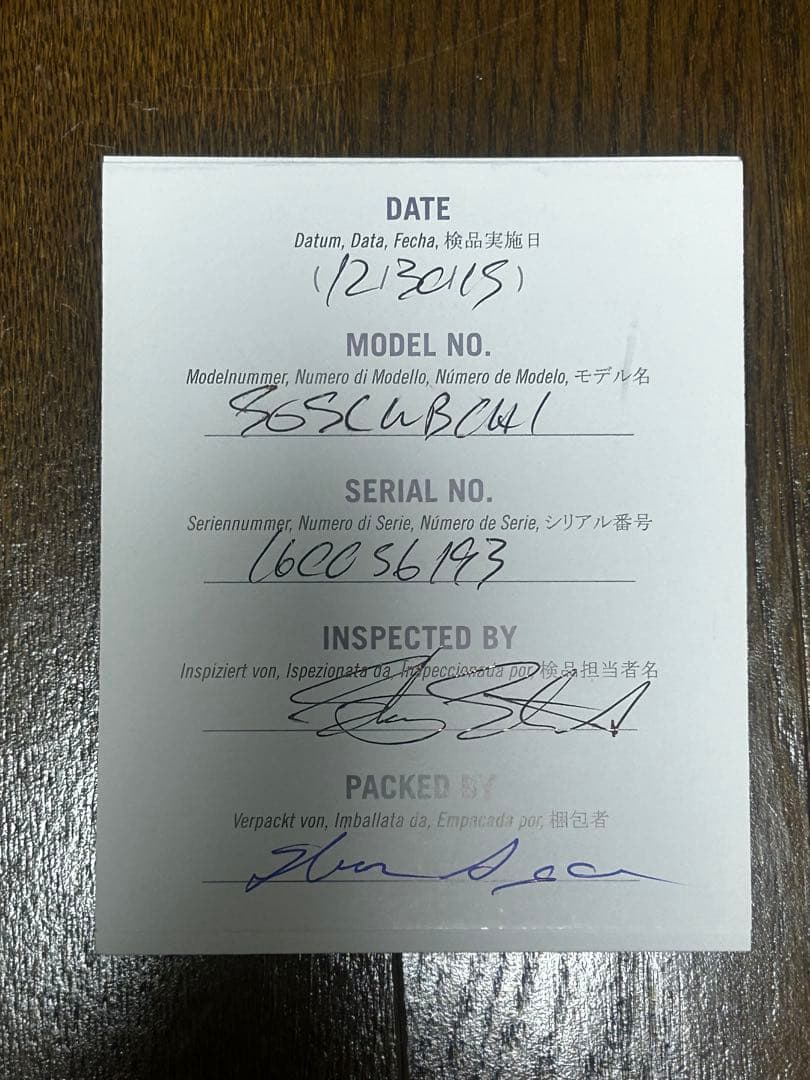 DATE
Datum, Data, Fecha, 検品実施日
(12130115)
MODEL NO.
Modelnummer, Numero di Modello, Número de Modelo, モデル名
SGSCWBCH1
SERIAL NO.
Seriennummer, Numero di Serie, Número de Serie, シリアル番号
160056193
INSPECTED BY
Inspiziert von, Ispezionata da, Inspeccionada por, 検品担当者名
PACKED BY
Verpackt von, Imballata da, Empacada por, 梱包者